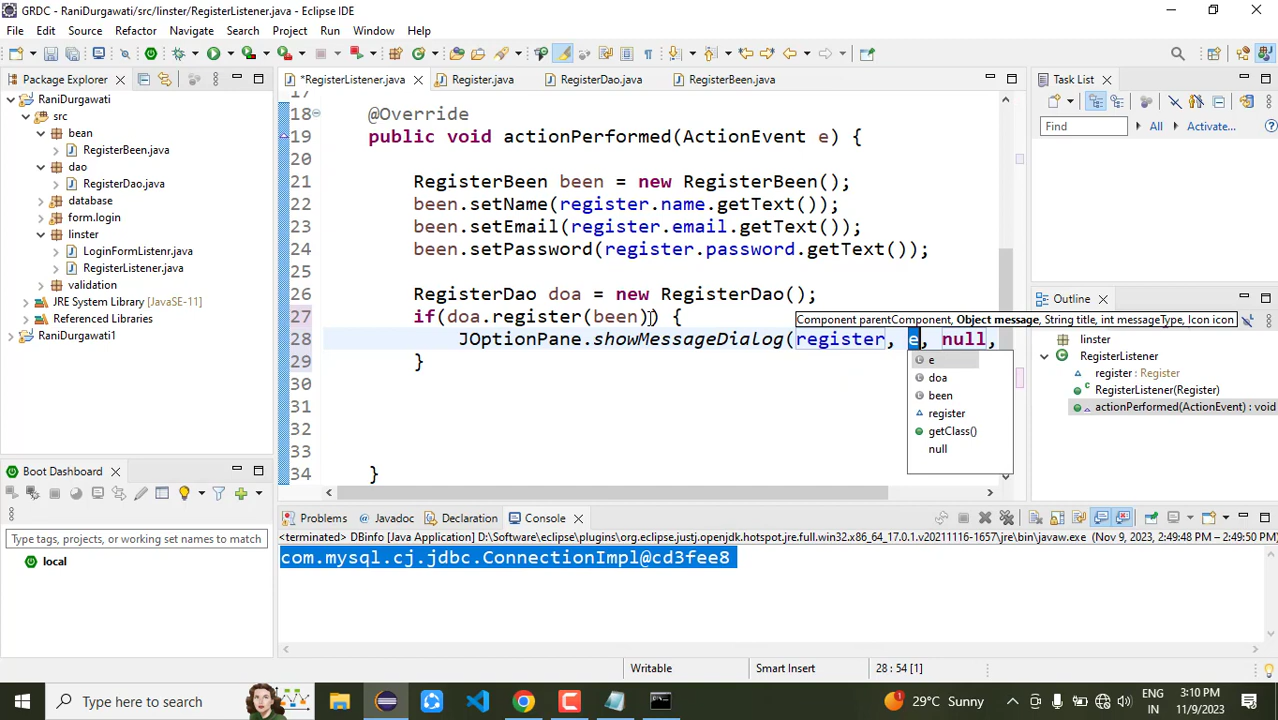 GRDC - RaniDurgawati/src/linster/RegisterListener.java - Eclipse IDE
File Edit Source Refactor Navigate Search Project Run Window Help
Package Explorer
RaniDurgawati
src
bean
RegisterBeen.java
dao
RegisterDao.java
database
form.login
linster
LoginFormListenr.java
RegisterListener.java
validation
JRE System Library [JavaSE-11]
Referenced Libraries
RaniDurgawati1
Boot Dashboard
Type tags, projects, or working set names to match
local
*RegisterListener.java Register.java RegisterDao.java RegisterBeen.java
17
18 @Override
19 public void actionPerformed(ActionEvent e) {
20
21 RegisterBeen been = new RegisterBeen();
22 been.setName(register.name.getText());
23 been.setEmail(register.email.getText());
24 been.setPassword(register.password.getText());
25
26 RegisterDao doa = new RegisterDao();
27 if(doa.register(been)) {
28 JOptionPane.showMessageDialog(register, e, null,
29 }
30
31
32
33
34 }
Component parentComponent, Object message, String title, int messageType, Icon icon
e
doa
been
register
getClass()
null
Task List
Find All Activate...
Outline
linster
RegisterListener
register : Register
RegisterListener(Register)
actionPerformed(ActionEvent) : void
Problems Javadoc Declaration Console
<terminated> DBinfo [Java Application] D:\Software\eclipse\plugins\org.eclipse.justj.openjdk.hotspot.jre.full.win32.x86_64_17.0.1.v20211116-1657\jre\bin\javaw.exe (Nov 9, 2023, 2:49:48 PM – 2:49:50 PM)
com.mysql.cj.jdbc.ConnectionImpl@cd3fee8
Writable Smart Insert 28 : 54 [1]
Type here to search
29°C Sunny
ENG
IN
3:10 PM
11/9/2023